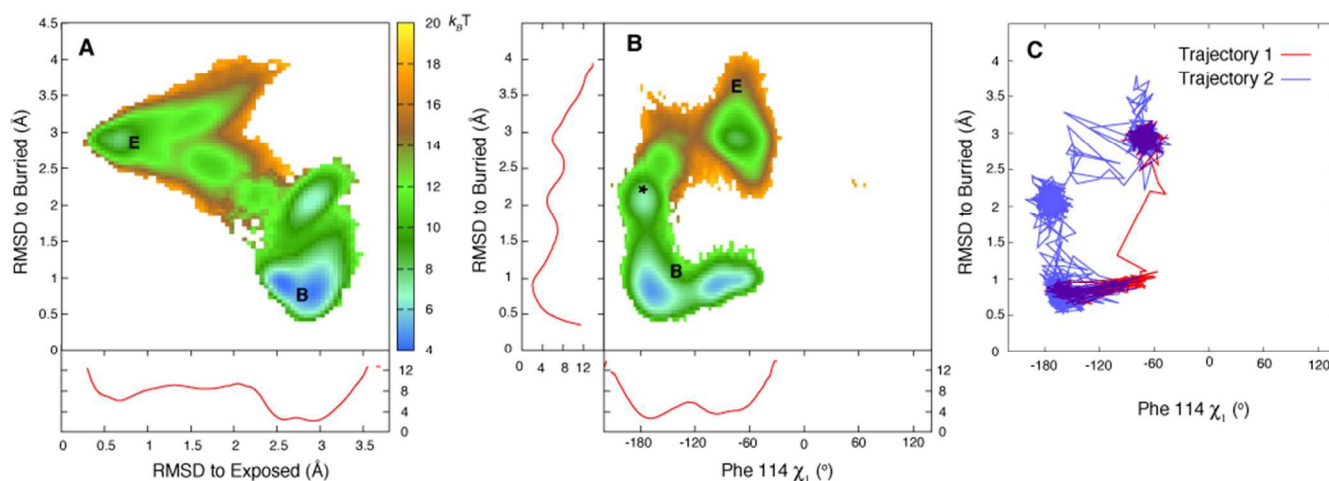 A
E
B
RMSD to Burried (Å)
4.5
4
3.5
3
2.5
2
1.5
1
0.5
0
12
8
4
0
0 0.5 1 1.5 2 2.5 3 3.5
RMSD to Exposed (Å)
k_BT
20
18
16
14
12
10
8
6
4
B
E
*
B
RMSD to Burried (Å)
4.5
4
3.5
3
2.5
2
1.5
1
0.5
0
0 4 8 12
12
8
4
0
-180 -120 -60 0 60 120
Phe 114 χ₁ (°)
C
Trajectory 1
Trajectory 2
RMSD to Burried (Å)
4
3.5
3
2.5
2
1.5
1
0.5
0
-180 -120 -60 0 60 120
Phe 114 χ₁ (°)